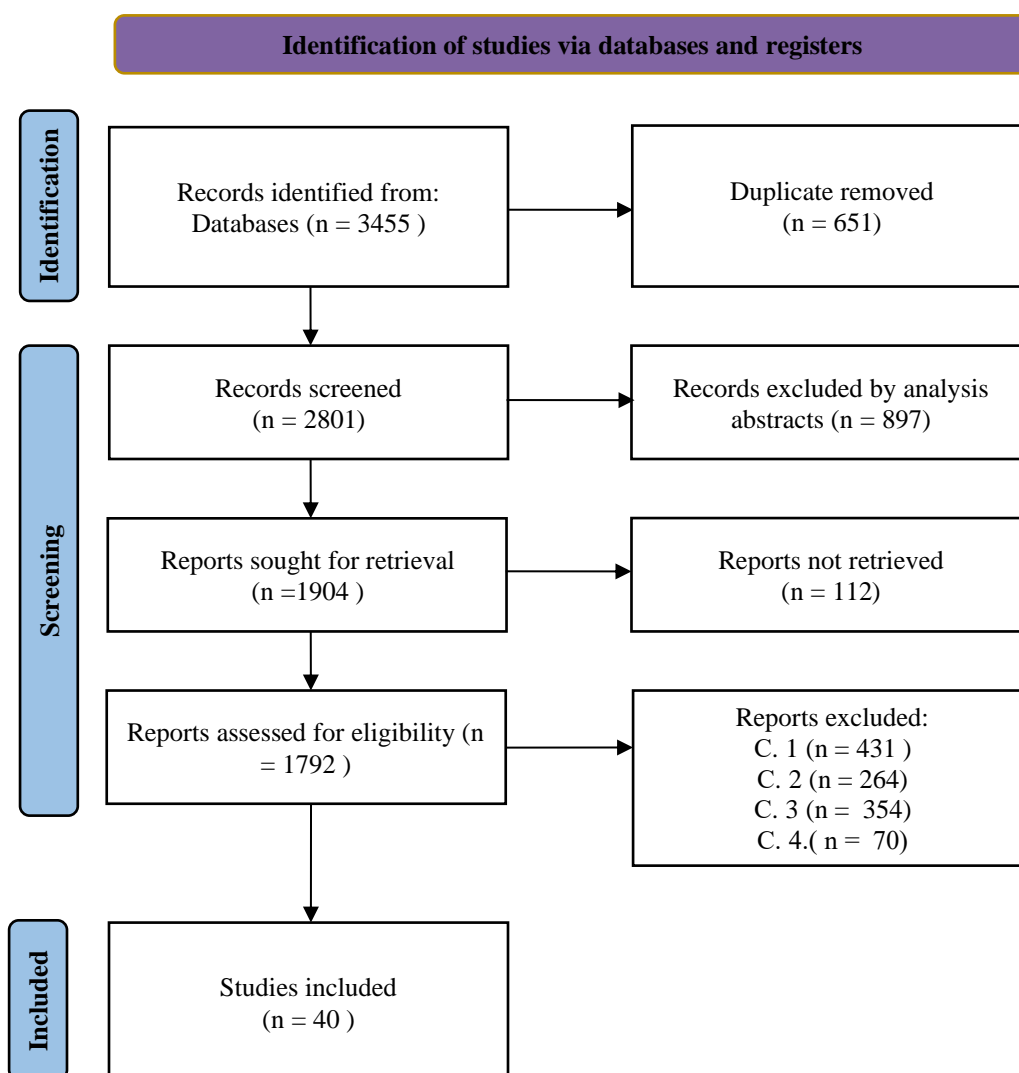 Identification of studies via databases and registers
Identification
Records identified from:
Databases (n = 3455 )
Duplicate removed
(n = 651)
Screening
Records screened
(n = 2801)
Records excluded by analysis
abstracts (n = 897)
Reports sought for retrieval
(n =1904 )
Reports not retrieved
(n = 112)
Reports assessed for eligibility (n
= 1792 )
Reports excluded:
C. 1 (n = 431 )
C. 2 (n = 264)
C. 3 (n =  354)
C. 4.( n =  70)
Included
Studies included
(n = 40 )